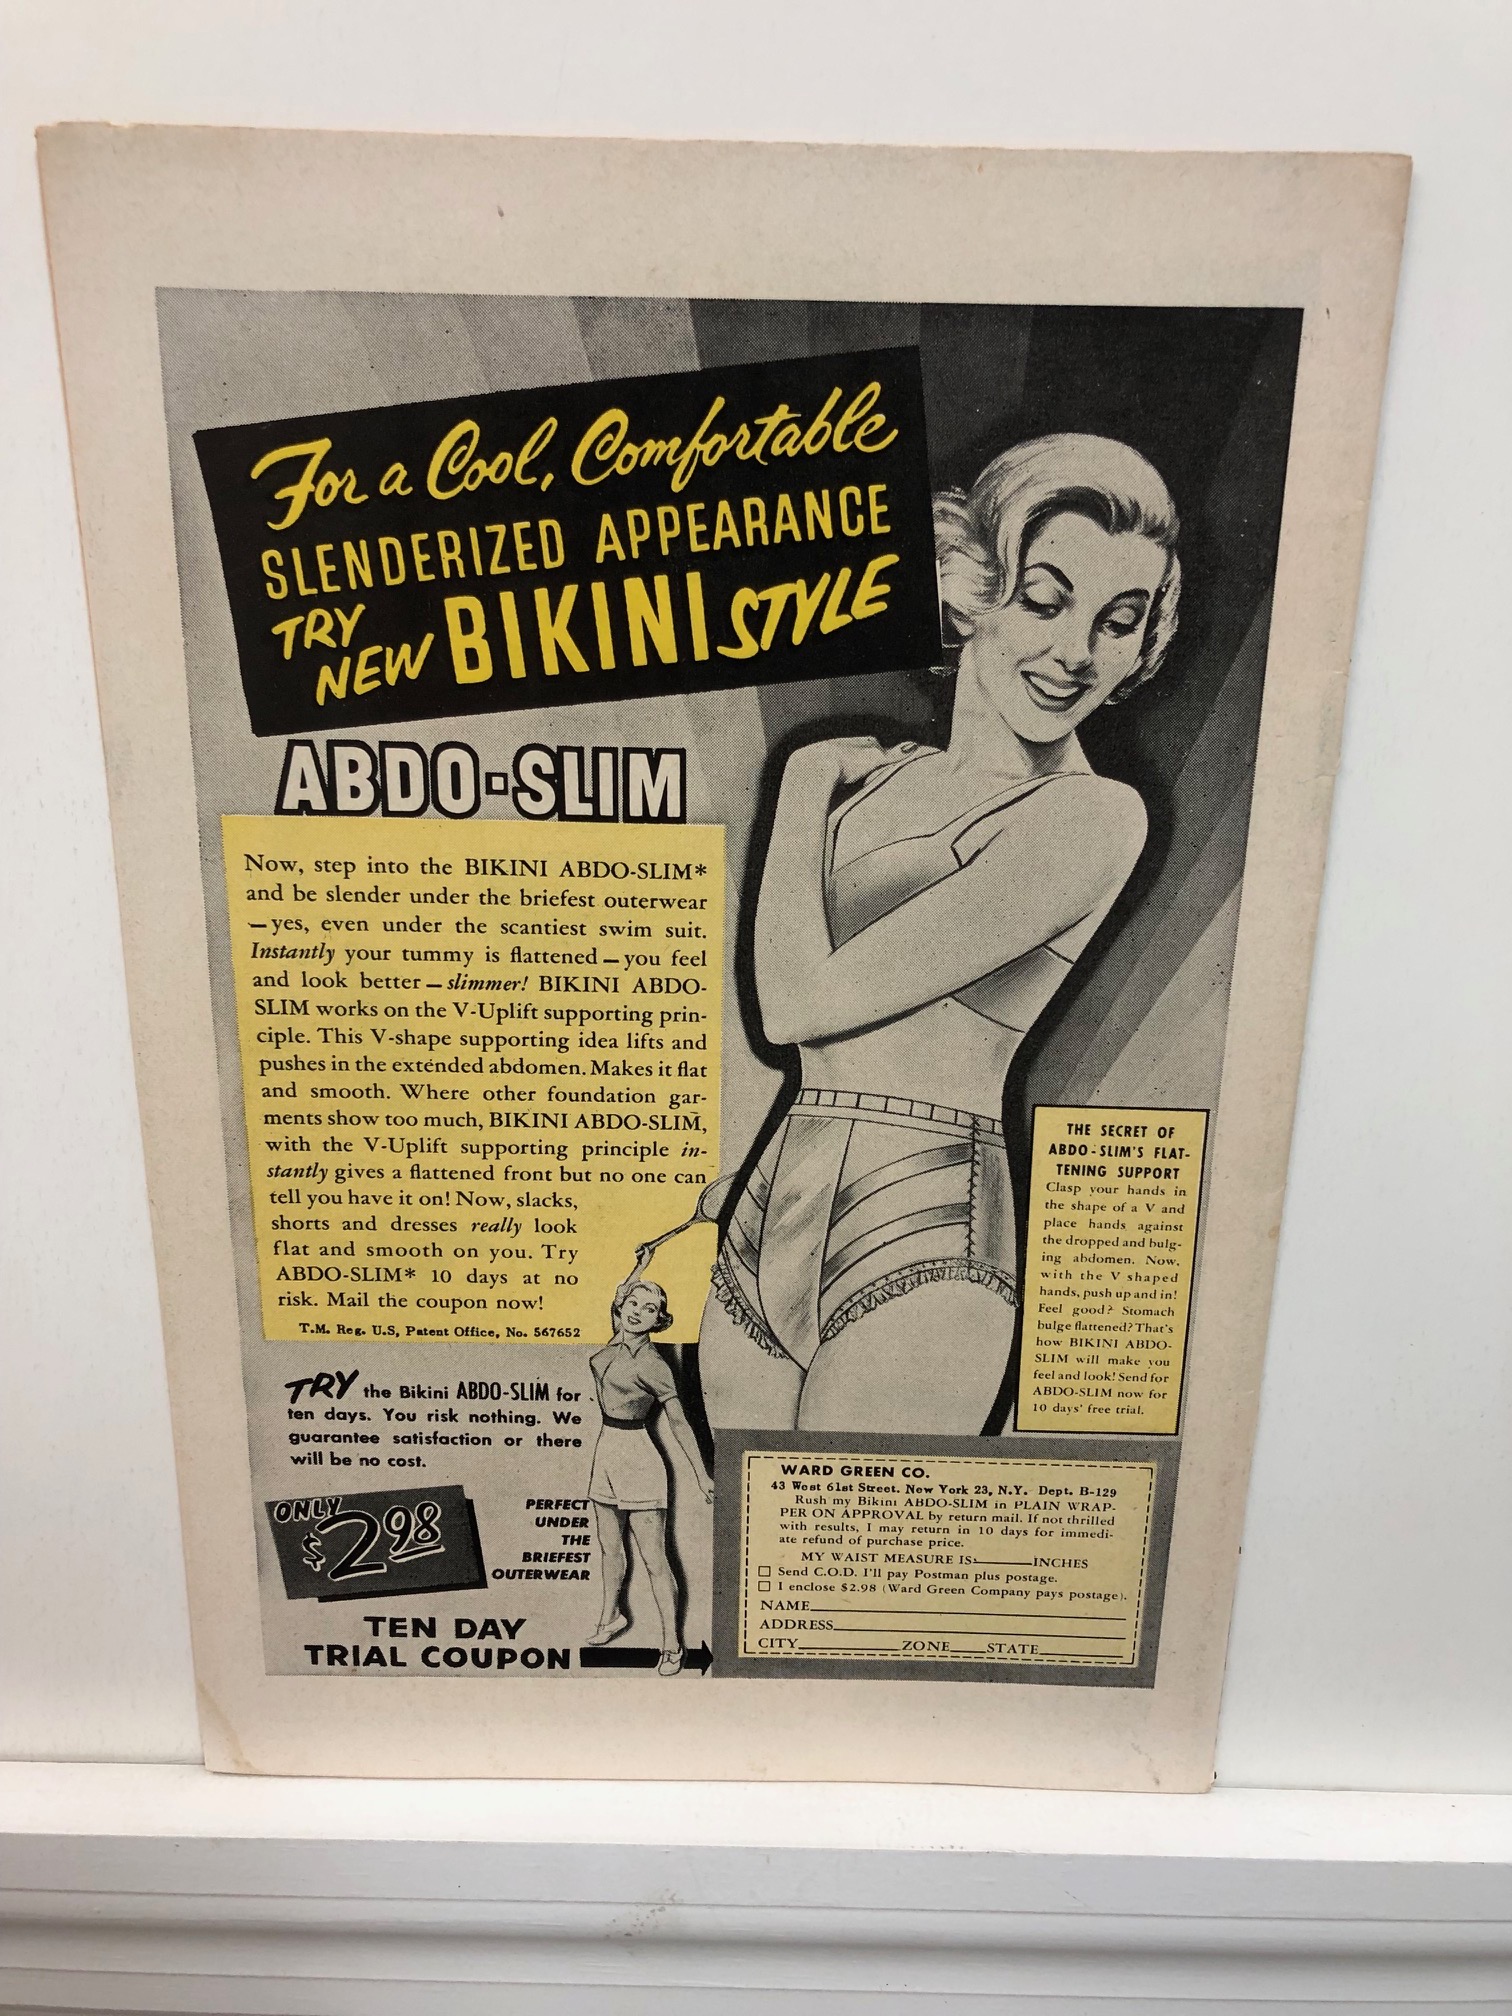 For a Cool, Comfortable
SLENDERIZED APPEARANCE
TRY
NEW BIKINI STYLE
ABDO-SLIM
Now, step into the BIKINI ABDO-SLIM*
and be slender under the briefest outerwear
—yes, even under the scantiest swim suit.
Instantly your tummy is flattened—you feel
and look better—slimmer! BIKINI ABDO-
SLIM works on the V-Uplift supporting prin-
ciple. This V-shape supporting idea lifts and
pushes in the extended abdomen. Makes it flat
and smooth. Where other foundation gar-
ments show too much, BIKINI ABDO-SLIM,
with the V-Uplift supporting principle in-
stantly gives a flattened front but no one can
tell you have it on! Now, slacks,
shorts and dresses really look
flat and smooth on you. Try
ABDO-SLIM* 10 days at no
risk. Mail the coupon now!
T.M. Reg. U.S, Patent Office, No. 567652
THE SECRET OF
ABDO-SLIM'S FLAT-
TENING SUPPORT
Clasp your hands in
the shape of a V and
place hands against
the dropped and bulg-
ing abdomen. Now,
with the V shaped
hands, push up and in!
Feel good? Stomach
bulge flattened? That's
how BIKINI ABDO-
SLIM will make you
feel and look! Send for
ABDO-SLIM now for
10 days' free trial.
TRY the Bikini ABDO-SLIM for
ten days. You risk nothing. We
guarantee satisfaction or there
will be no cost.
ONLY
$2.98
PERFECT
UNDER
THE
BRIEFEST
OUTERWEAR
TEN DAY
TRIAL COUPON
WARD GREEN CO.
43 West 61st Street. New York 23, N.Y. Dept. B-129
Rush my Bikini ABDO-SLIM in PLAIN WRAP-
PER ON APPROVAL by return mail. If not thrilled
with results, I may return in 10 days for immedi-
ate refund of purchase price.
MY WAIST MEASURE IS:______INCHES
☐ Send C.O.D. I'll pay Postman plus postage.
☐ I enclose $2.98 (Ward Green Company pays postage).
NAME______
ADDRESS______
CITY______ZONE____STATE______